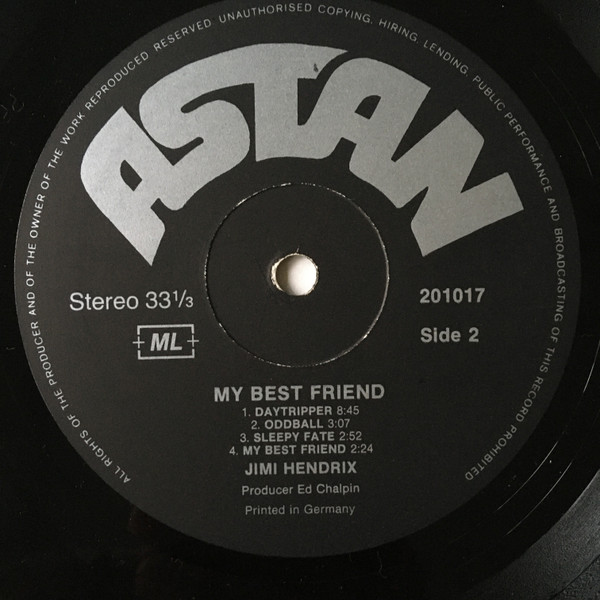 ALL RIGHTS OF THE PRODUCER AND OF THE OWNER OF THE WORK REPRODUCED RESERVED. UNAUTHORISED COPYING, HIRING, LENDING, PUBLIC PERFORMANCE AND BROADCASTING OF THIS RECORD PROHIBITED
ASTAN
Stereo 33⅓
ML
201017
Side 2
MY BEST FRIEND
1. DAYTRIPPER 8:45
2. ODDBALL 3:07
3. SLEEPY FATE 2:52
4. MY BEST FRIEND 2:24
JIMI HENDRIX
Producer Ed Chalpin
Printed in Germany